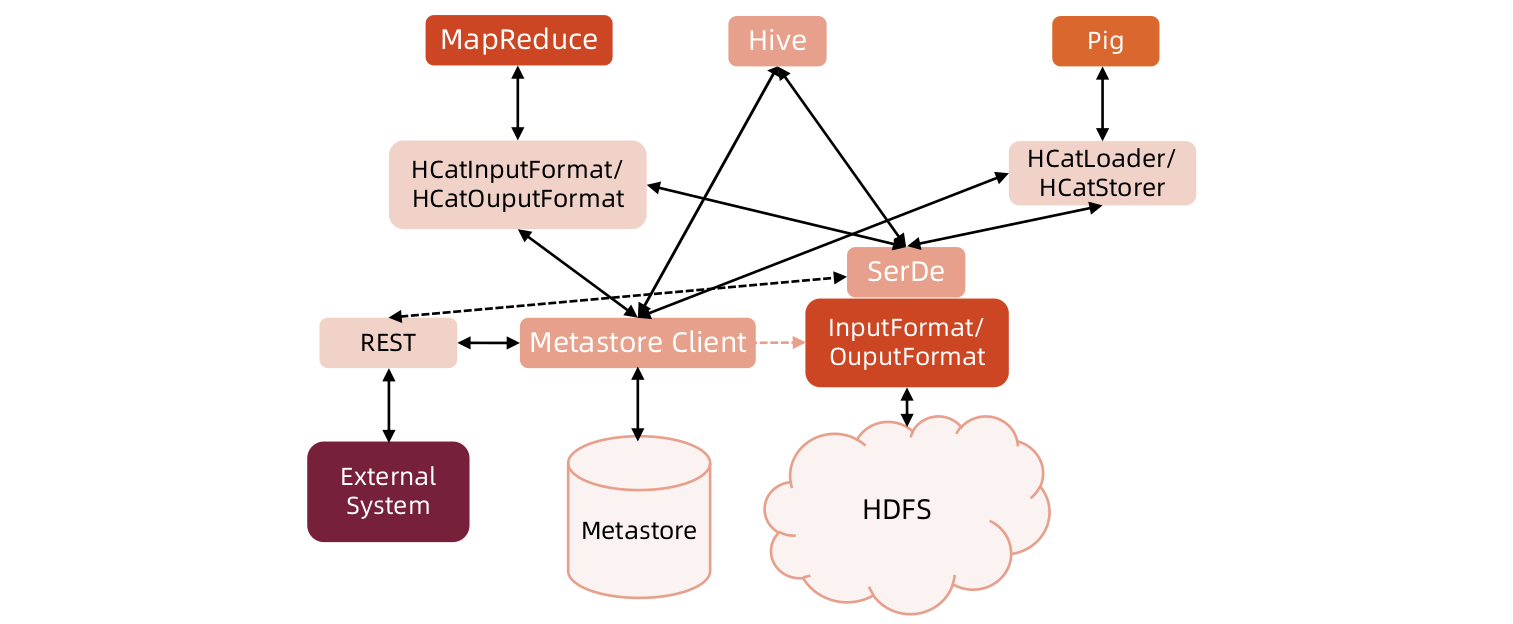 MapReduce
Hive
Pig
HCatInputFormat/
HCatOuputFormat
HCatLoader/
HCatStorer
SerDe
InputFormat/
OuputFormat
REST
Metastore Client
External
System
Metastore
HDFS